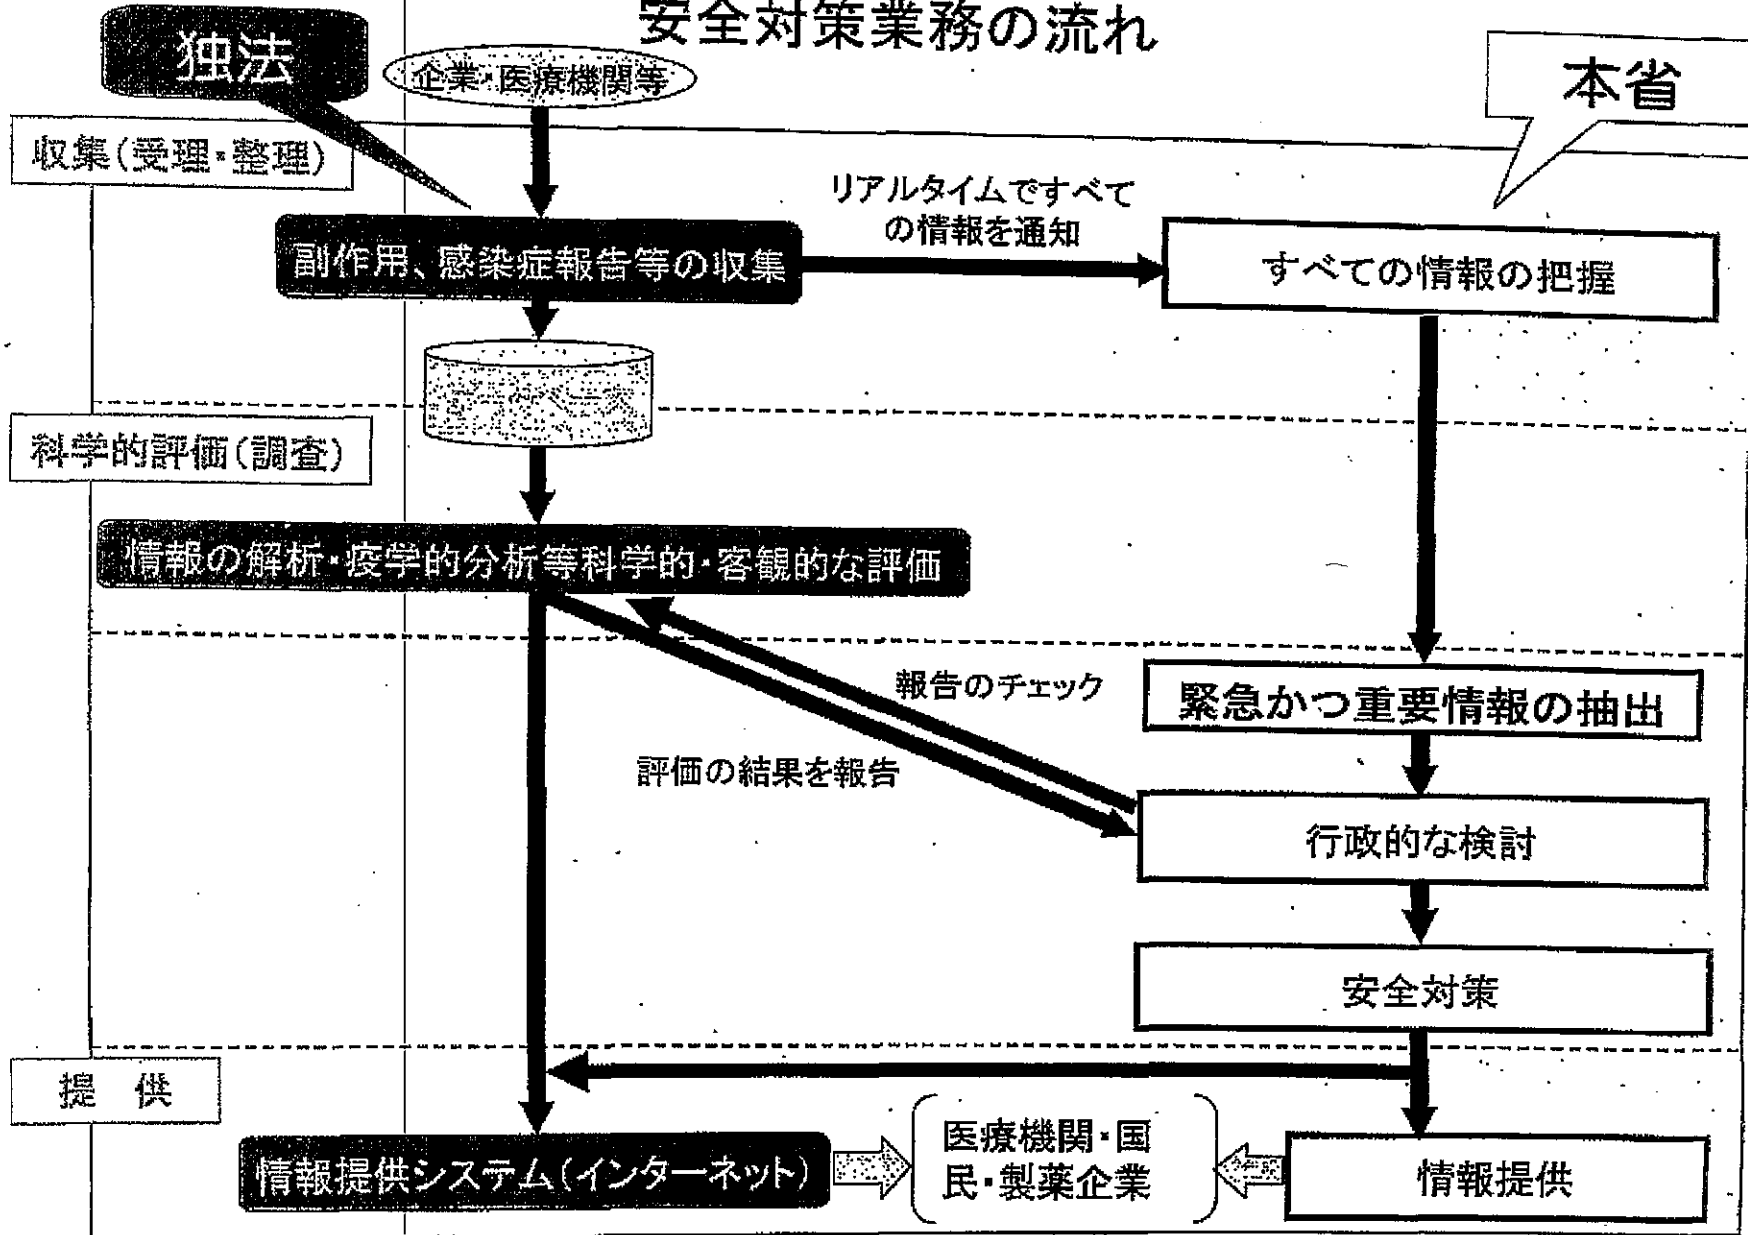 安全対策業務の流れ
独法
企業・医療機関等
本省
収集(受理・整理)
リアルタイムですべて
の情報を通知
副作用、感染症報告等の収集
すべての情報の把握
科学的評価(調査)
情報の解析・疫学的分析等科学的・客観的な評価
報告のチェック
緊急かつ重要情報の抽出
評価の結果を報告
行政的な検討
安全対策
提 供
医療機関・国
民・製薬企業
情報提供システム(インターネット)
情報提供